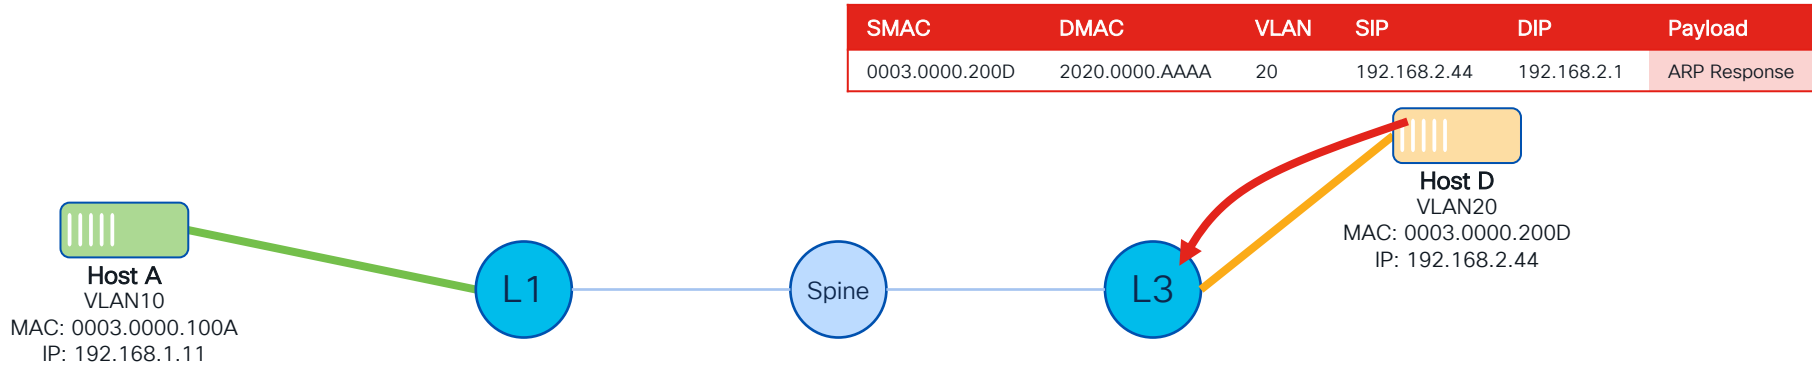 SMAC DMAC VLAN SIP DIP Payload
0003.0000.200D 2020.0000.AAAA 20 192.168.2.44 192.168.2.1 ARP Response
Host D
VLAN20
MAC: 0003.0000.200D
IP: 192.168.2.44
Host A
VLAN10
MAC: 0003.0000.100A
IP: 192.168.1.11
L1
Spine
L3